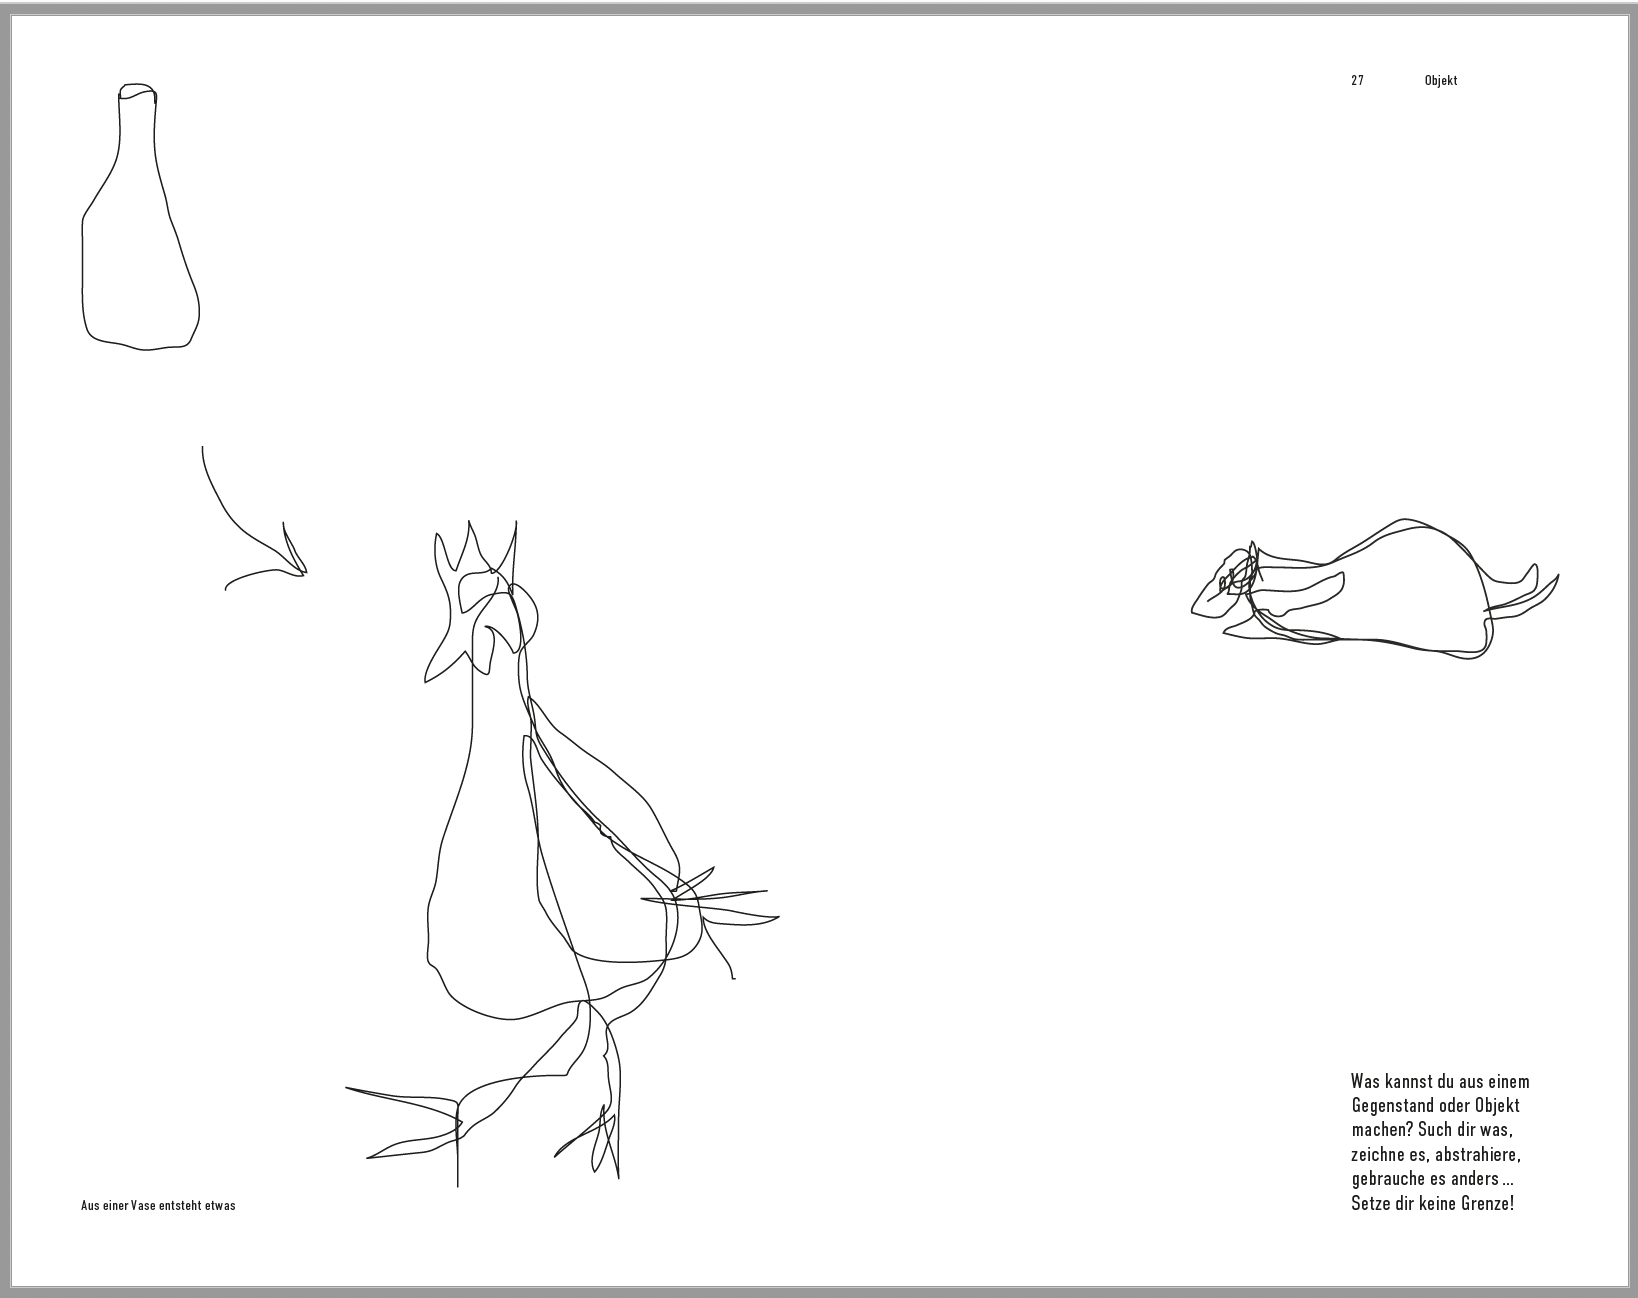 27 Objekt
Was kannst du aus einem
Gegenstand oder Objekt
machen? Such dir was,
zeichne es, abstrahiere,
gebrauche es anders ...
Setze dir keine Grenze!
Aus einer Vase entsteht etwas